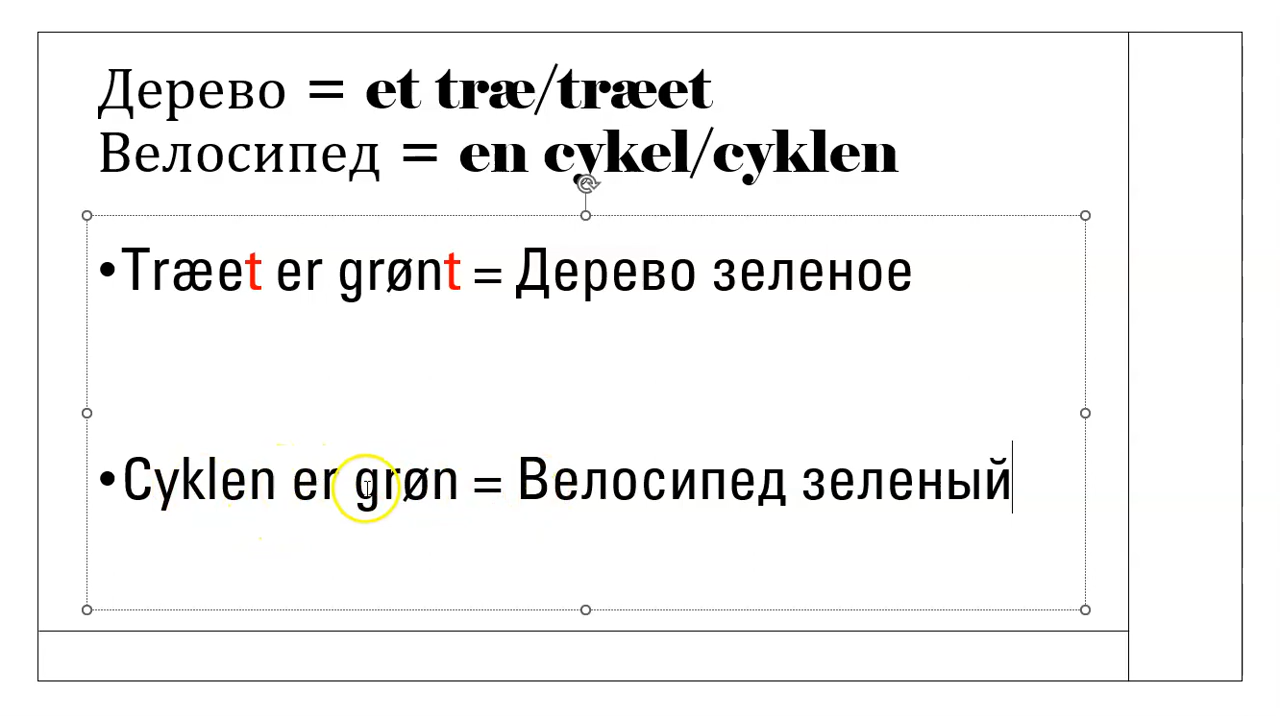 Дерево = et træ/træet
Велосипед = en cykel/cyklen
•Træet er grønt = Дерево зеленое
•Cyklen er grøn = Велосипед зеленый